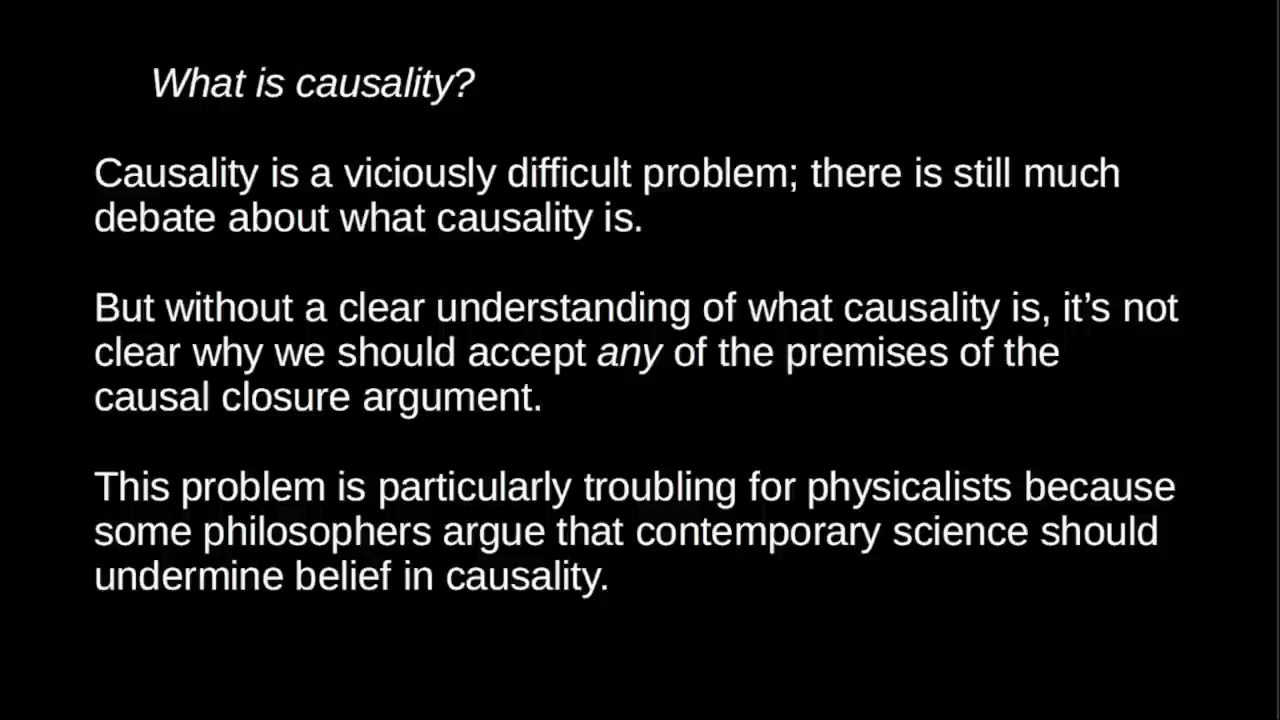 What is causality?
Causality is a viciously difficult problem; there is still much
debate about what causality is.
But without a clear understanding of what causality is, it’s not
clear why we should accept any of the premises of the
causal closure argument.
This problem is particularly troubling for physicalists because
some philosophers argue that contemporary science should
undermine belief in causality.